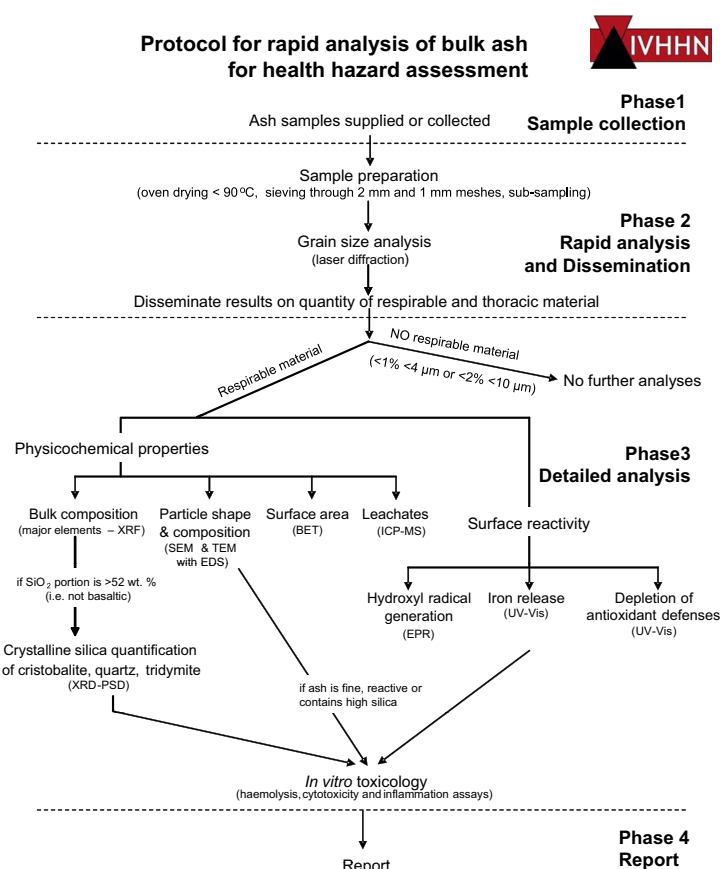 Protocol for rapid analysis of bulk ash
for health hazard assessment
IVHHN
Phase1
Sample collection
Ash samples supplied or collected
Sample preparation
(oven drying < 90 ºC, sieving through 2 mm and 1 mm meshes, sub-sampling)
Phase 2
Rapid analysis
and Dissemination
Grain size analysis
(laser diffraction)
Disseminate results on quantity of respirable and thoracic material
Respirable material
NO respirable material
(<1% <4 µm or <2% <10 µm)
No further analyses
Phase3
Detailed analysis
Physicochemical properties
Bulk composition
(major elements – XRF)
Particle shape
& composition
(SEM & TEM
with EDS)
Surface area
(BET)
Leachates
(ICP-MS)
Surface reactivity
if SiO₂ portion is >52 wt. %
(i.e. not basaltic)
Hydroxyl radical
generation
(EPR)
Iron release
(UV-Vis)
Depletion of
antioxidant defenses
(UV-Vis)
Crystalline silica quantification
of cristobalite, quartz, tridymite
(XRD-PSD)
if ash is fine, reactive or
contains high silica
In vitro toxicology
(haemolysis,cytotoxicity and inflammation assays)
Phase 4
Report
Report